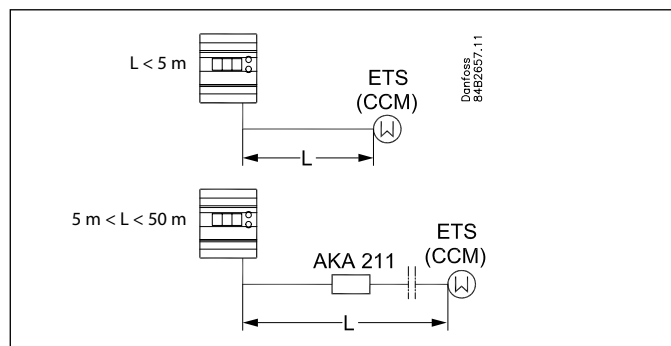 L < 5 m
ETS
(CCM)
Danfoss
84B2657.11
L
5 m < L < 50 m
ETS
(CCM)
AKA 211
L